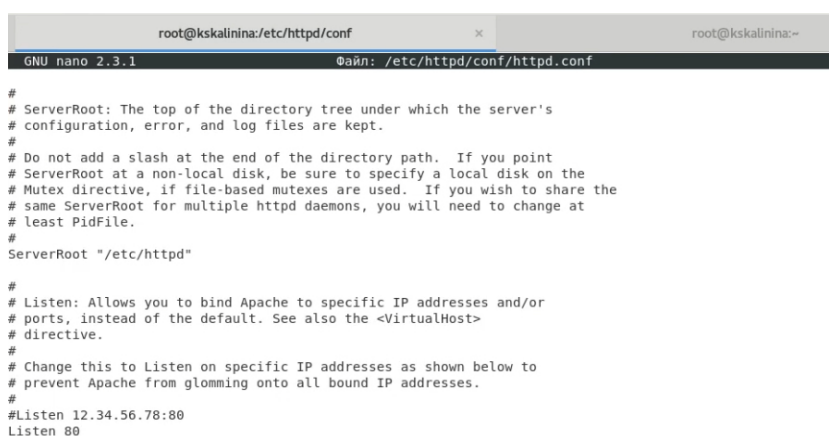 root@kskalinina:/etc/httpd/conf × root@kskalinina:~
GNU nano 2.3.1 Файл: /etc/httpd/conf/httpd.conf
#
# ServerRoot: The top of the directory tree under which the server's
# configuration, error, and log files are kept.
#
# Do not add a slash at the end of the directory path.  If you point
# ServerRoot at a non-local disk, be sure to specify a local disk on the
# Mutex directive, if file-based mutexes are used.  If you wish to share the
# same ServerRoot for multiple httpd daemons, you will need to change at
# least PidFile.
#
ServerRoot "/etc/httpd"
#
# Listen: Allows you to bind Apache to specific IP addresses and/or
# ports, instead of the default. See also the <VirtualHost>
# directive.
#
# Change this to Listen on specific IP addresses as shown below to
# prevent Apache from glomming onto all bound IP addresses.
#
#Listen 12.34.56.78:80
Listen 80